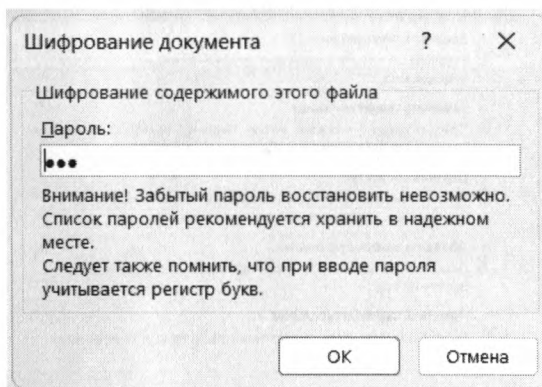 Шифрование документа ? ×
Шифрование содержимого этого файла
Пароль:
●●●
Внимание! Забытый пароль восстановить невозможно.
Список паролей рекомендуется хранить в надежном
месте.
Следует также помнить, что при вводе пароля
учитывается регистр букв.
ОК Отмена